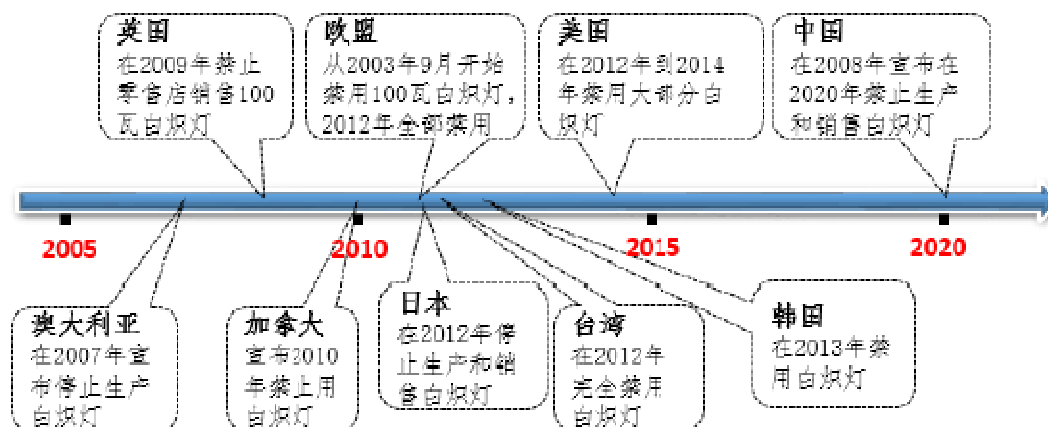 英国
在2009年禁止
零售店销售100
瓦白炽灯
欧盟
从2003年9月开始
禁用100瓦白炽灯，
2012年全部禁用
美国
在2012年到2014
年禁用大部分白
炽灯
中国
在2008年宣布在
2020年禁止生产
和销售白炽灯
2005
2010
2015
2020
澳大利亚
在2007年宣
布停止生产
白炽灯
加拿大
宣布2010
年禁止用
白炽灯
日本
在2012年停
止生产和销
售白炽灯
台湾
在2012年
完全禁用
白炽灯
韩国
在2013年禁
用白炽灯